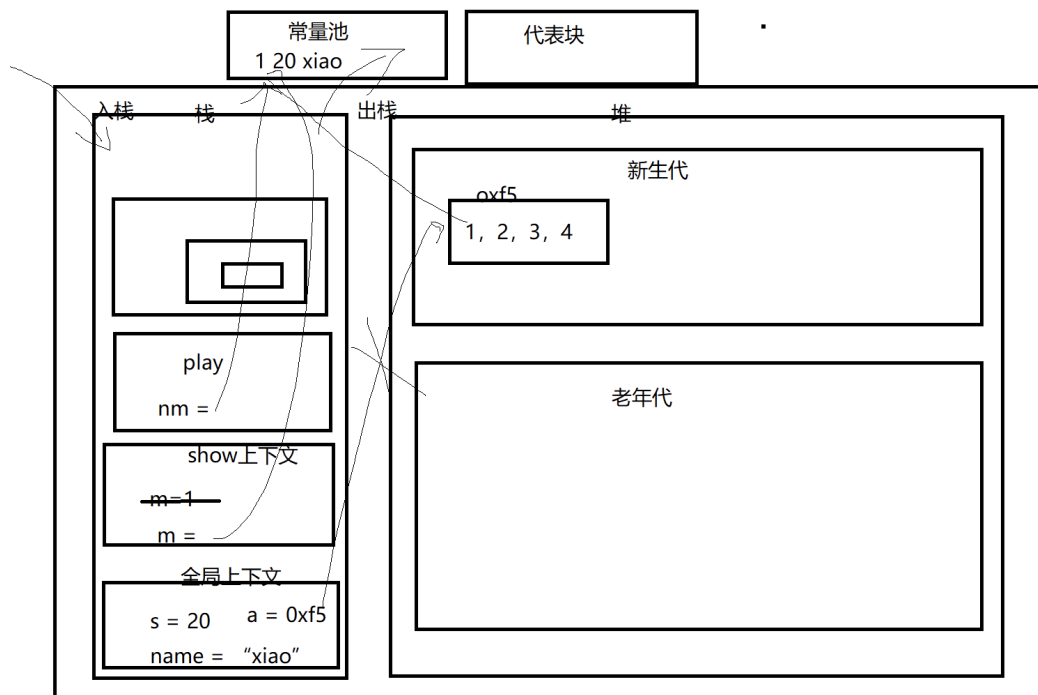 常量池
1 20 xiao
代表块
入栈
栈
出栈
堆
新生代
oxf5
1，2，3，4
play
nm =
show上下文
m=1
m =
老年代
全局上下文
s = 20
a = 0xf5
name = “xiao”